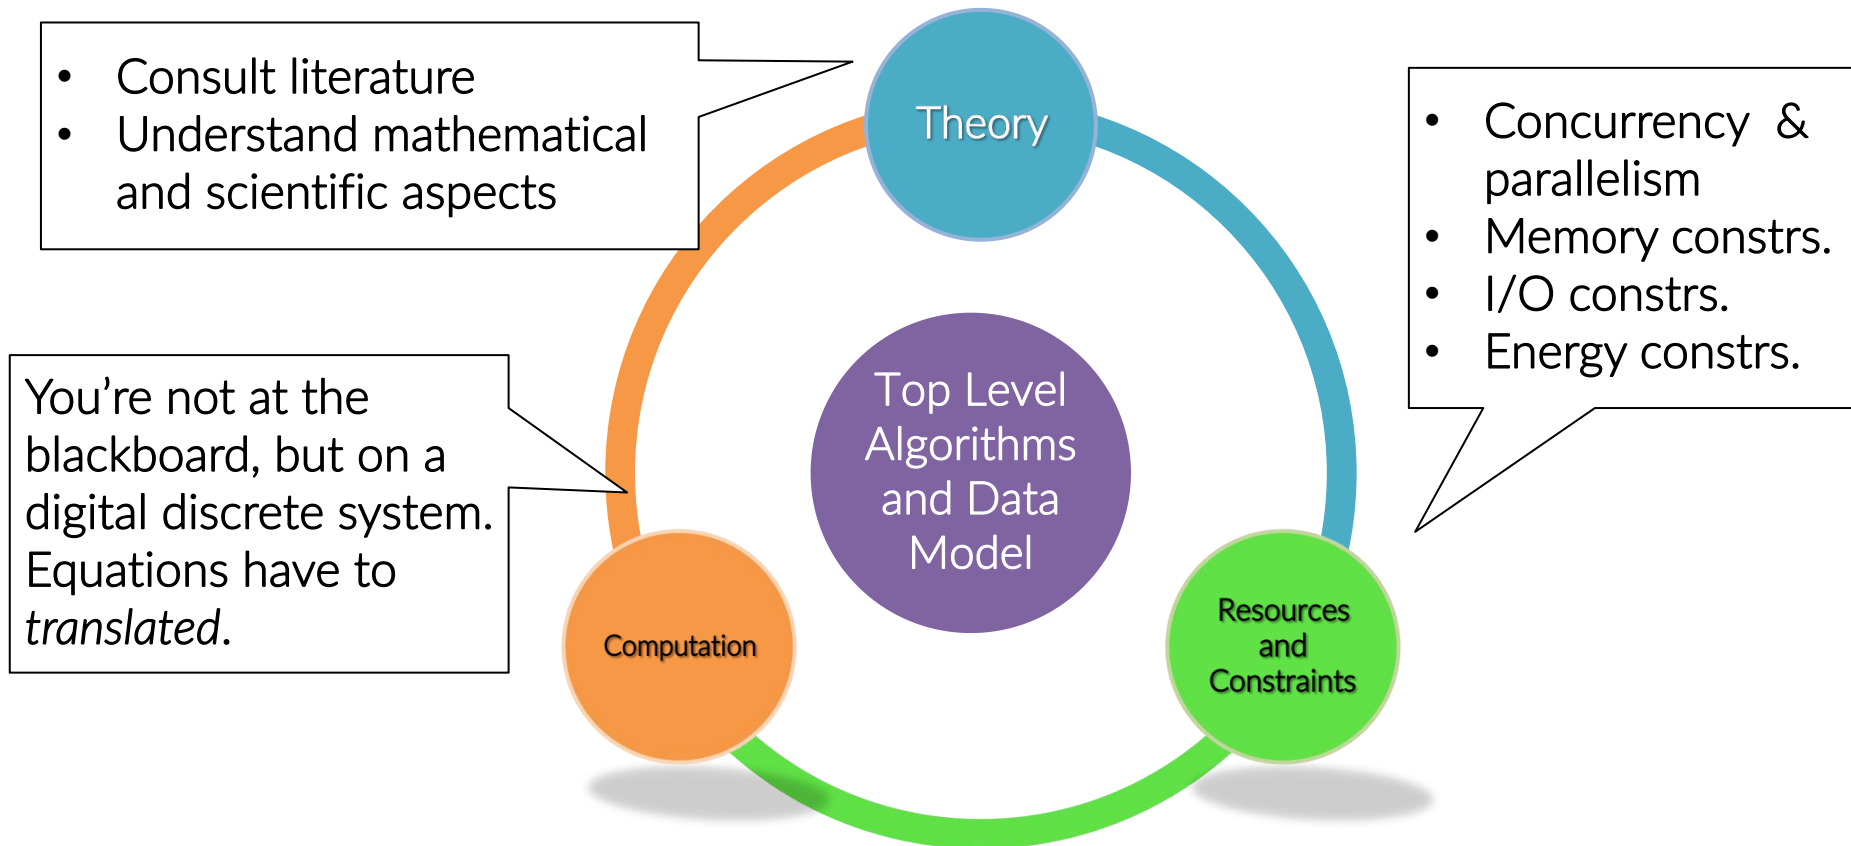 • Consult literature
• Understand mathematical
and scientific aspects
Theory
• Concurrency &
parallelism
• Memory constrs.
• I/O constrs.
• Energy constrs.
You’re not at the
blackboard, but on a
digital discrete system.
Equations have to
translated.
Top Level
Algorithms
and Data
Model
Computation
Resources
and
Constraints